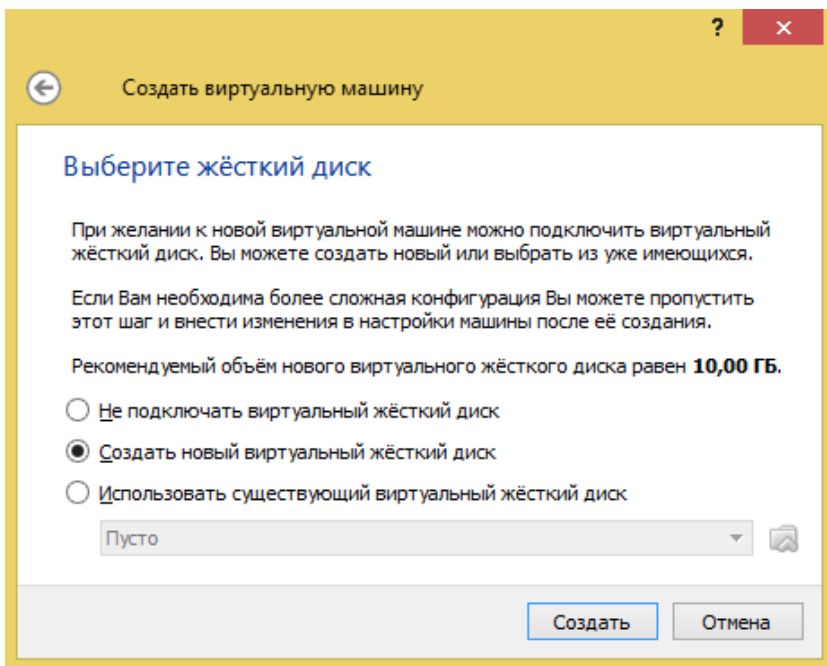 ?
Создать виртуальную машину
Выберите жёсткий диск
При желании к новой виртуальной машине можно подключить виртуальный
жёсткий диск. Вы можете создать новый или выбрать из уже имеющихся.
Если Вам необходима более сложная конфигурация Вы можете пропустить
этот шаг и внести изменения в настройки машины после её создания.
Рекомендуемый объём нового виртуального жёсткого диска равен 10,00 ГБ.
Не подключать виртуальный жёсткий диск
Создать новый виртуальный жёсткий диск
Использовать существующий виртуальный жёсткий диск
Пусто
Создать
Отмена